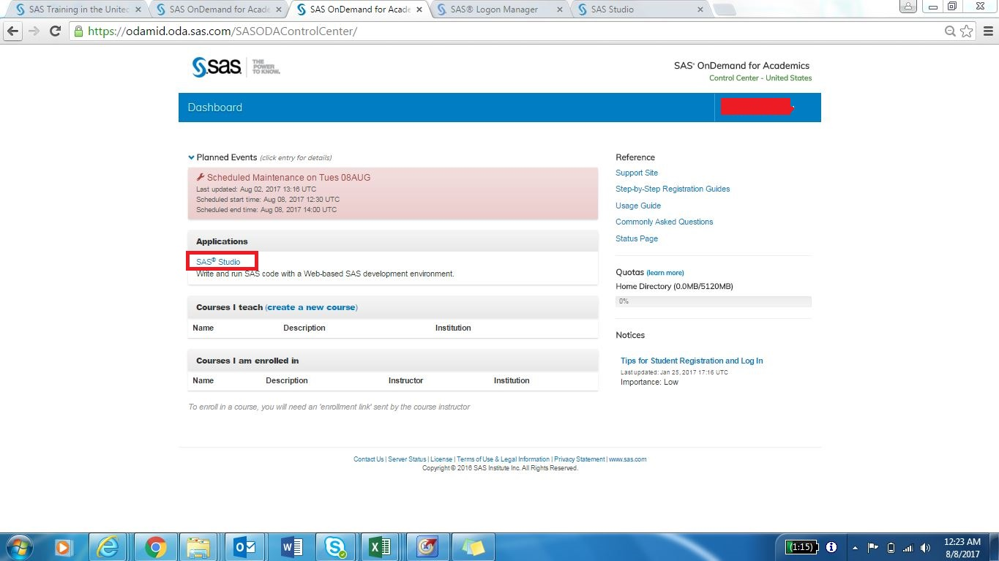 SAS Training in the Unitec
SAS OnDemand for Acade
SAS OnDemand for Acade
SAS® Logon Manager
SAS Studio
https://odamid.oda.sas.com/SASODAControlCenter/
sas
THE
POWER
TO KNOW.
SAS® OnDemand for Academics
Control Center - United States
Dashboard
Planned Events (click entry for details)
Scheduled Maintenance on Tues 08AUG
Last updated: Aug 02, 2017 13:16 UTC
Scheduled start time: Aug 08, 2017 12:30 UTC
Scheduled end time: Aug 08, 2017 14:00 UTC
Applications
SAS® Studio
Write and run SAS code with a Web-based SAS development environment.
Courses I teach (create a new course)
Name Description Institution
Courses I am enrolled in
Name Description Instructor Institution
To enroll in a course, you will need an 'enrollment link' sent by the course instructor
Reference
Support Site
Step-by-Step Registration Guides
Usage Guide
Commonly Asked Questions
Status Page
Quotas (learn more)
Home Directory (0.0MB/5120MB)
0%
Notices
Tips for Student Registration and Log In
Last updated: Jan 25, 2017 17:16 UTC
Importance: Low
Contact Us | Server Status | License | Terms of Use & Legal Information | Privacy Statement | www.sas.com
Copyright © 2016 SAS Institute Inc. All Rights Reserved.
(1:15)
12:23 AM
8/8/2017